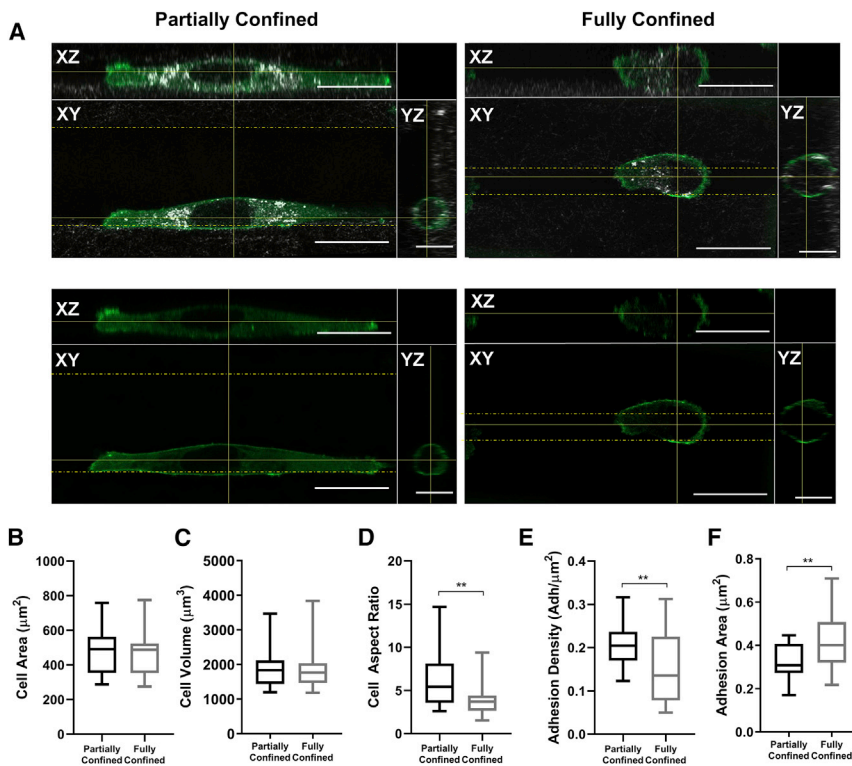 Partially Confined
Fully Confined
A
XZ
XY
YZ
XZ
XY
YZ
XZ
XY
YZ
XZ
XY
YZ
B
Cell Area (μm²)
1000
800
600
400
200
0
Partially Confined
Fully Confined
C
Cell Volume (μm³)
5000
4000
3000
2000
1000
0
Partially Confined
Fully Confined
D
Cell Aspect Ratio
20
15
10
5
0
**
Partially Confined
Fully Confined
E
Adhesion Density (Adh/μm²)
0.4
0.3
0.2
0.1
0.0
**
Partially Confined
Fully Confined
F
Adhesion Area (μm²)
0.8
0.6
0.4
0.2
0.0
**
Partially Confined
Fully Confined